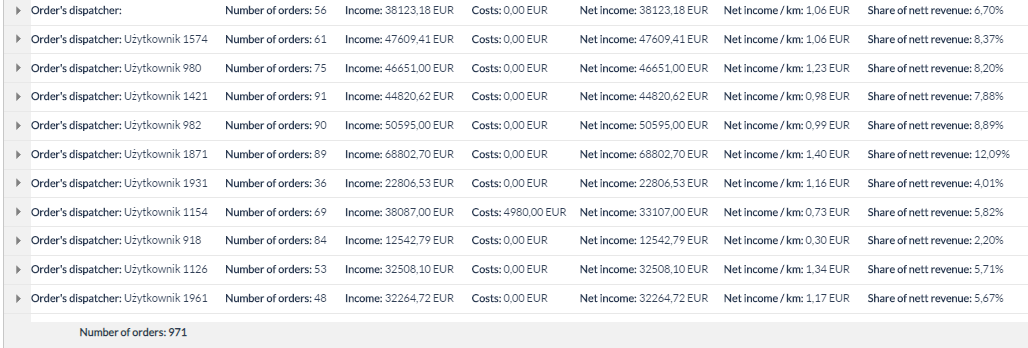 Order's dispatcher: Number of orders: 56 Income: 38123,18 EUR Costs: 0,00 EUR Net income: 38123,18 EUR Net income / km: 1,06 EUR Share of nett revenue: 6,70%
Order's dispatcher: Użytkownik 1574 Number of orders: 61 Income: 47609,41 EUR Costs: 0,00 EUR Net income: 47609,41 EUR Net income / km: 1,06 EUR Share of nett revenue: 8,37%
Order's dispatcher: Użytkownik 980 Number of orders: 75 Income: 46651,00 EUR Costs: 0,00 EUR Net income: 46651,00 EUR Net income / km: 1,23 EUR Share of nett revenue: 8,20%
Order's dispatcher: Użytkownik 1421 Number of orders: 91 Income: 44820,62 EUR Costs: 0,00 EUR Net income: 44820,62 EUR Net income / km: 0,98 EUR Share of nett revenue: 7,88%
Order's dispatcher: Użytkownik 982 Number of orders: 90 Income: 50595,00 EUR Costs: 0,00 EUR Net income: 50595,00 EUR Net income / km: 0,99 EUR Share of nett revenue: 8,89%
Order's dispatcher: Użytkownik 1871 Number of orders: 89 Income: 68802,70 EUR Costs: 0,00 EUR Net income: 68802,70 EUR Net income / km: 1,40 EUR Share of nett revenue: 12,09%
Order's dispatcher: Użytkownik 1931 Number of orders: 36 Income: 22806,53 EUR Costs: 0,00 EUR Net income: 22806,53 EUR Net income / km: 1,16 EUR Share of nett revenue: 4,01%
Order's dispatcher: Użytkownik 1154 Number of orders: 69 Income: 38087,00 EUR Costs: 4980,00 EUR Net income: 33107,00 EUR Net income / km: 0,73 EUR Share of nett revenue: 5,82%
Order's dispatcher: Użytkownik 918 Number of orders: 84 Income: 12542,79 EUR Costs: 0,00 EUR Net income: 12542,79 EUR Net income / km: 0,30 EUR Share of nett revenue: 2,20%
Order's dispatcher: Użytkownik 1126 Number of orders: 53 Income: 32508,10 EUR Costs: 0,00 EUR Net income: 32508,10 EUR Net income / km: 1,34 EUR Share of nett revenue: 5,71%
Order's dispatcher: Użytkownik 1961 Number of orders: 48 Income: 32264,72 EUR Costs: 0,00 EUR Net income: 32264,72 EUR Net income / km: 1,17 EUR Share of nett revenue: 5,67%
Number of orders: 971